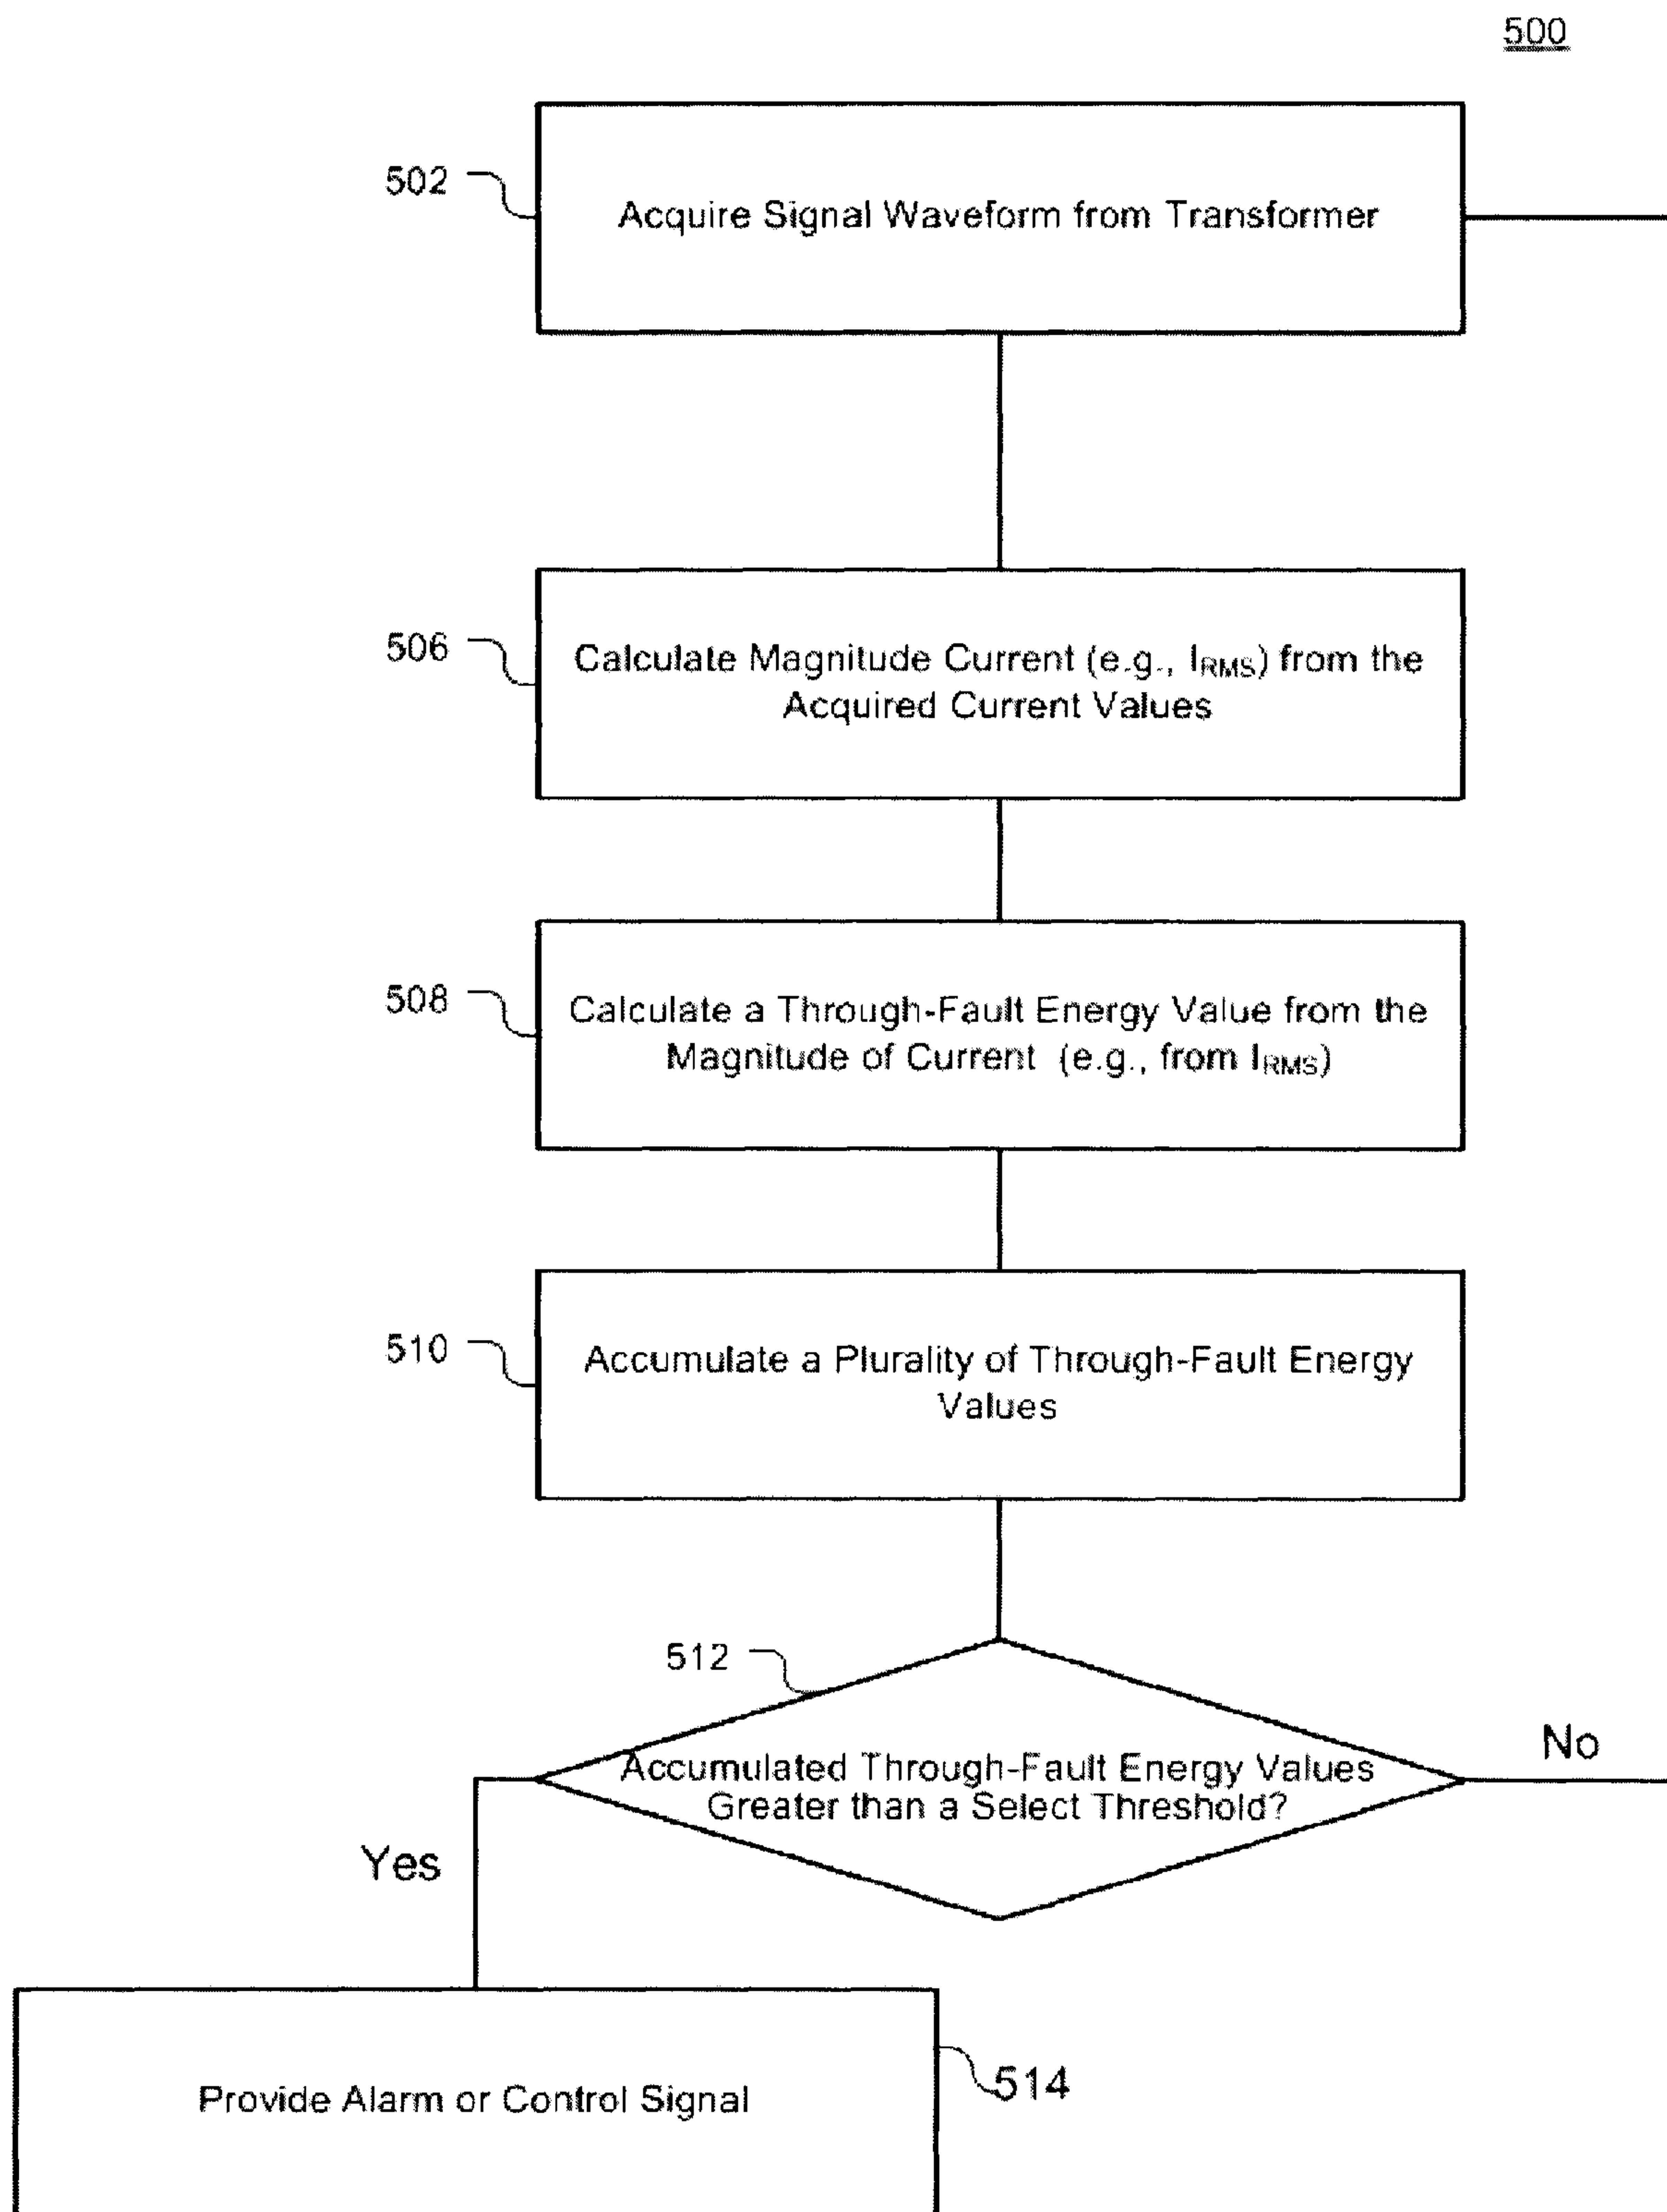 500
502
Acquire Signal Waveform from Transformer
506
Calculate Magnitude Current (e.g., IRMS) from the
Acquired Current Values
508
Calculate a Through-Fault Energy Value from the
Magnitude of Current (e.g., from IRMS)
510
Accumulate a Plurality of Through-Fault Energy
Values
512
Accumulated Through-Fault Energy Values
Greater than a Select Threshold?
No
Yes
Provide Alarm or Control Signal
514